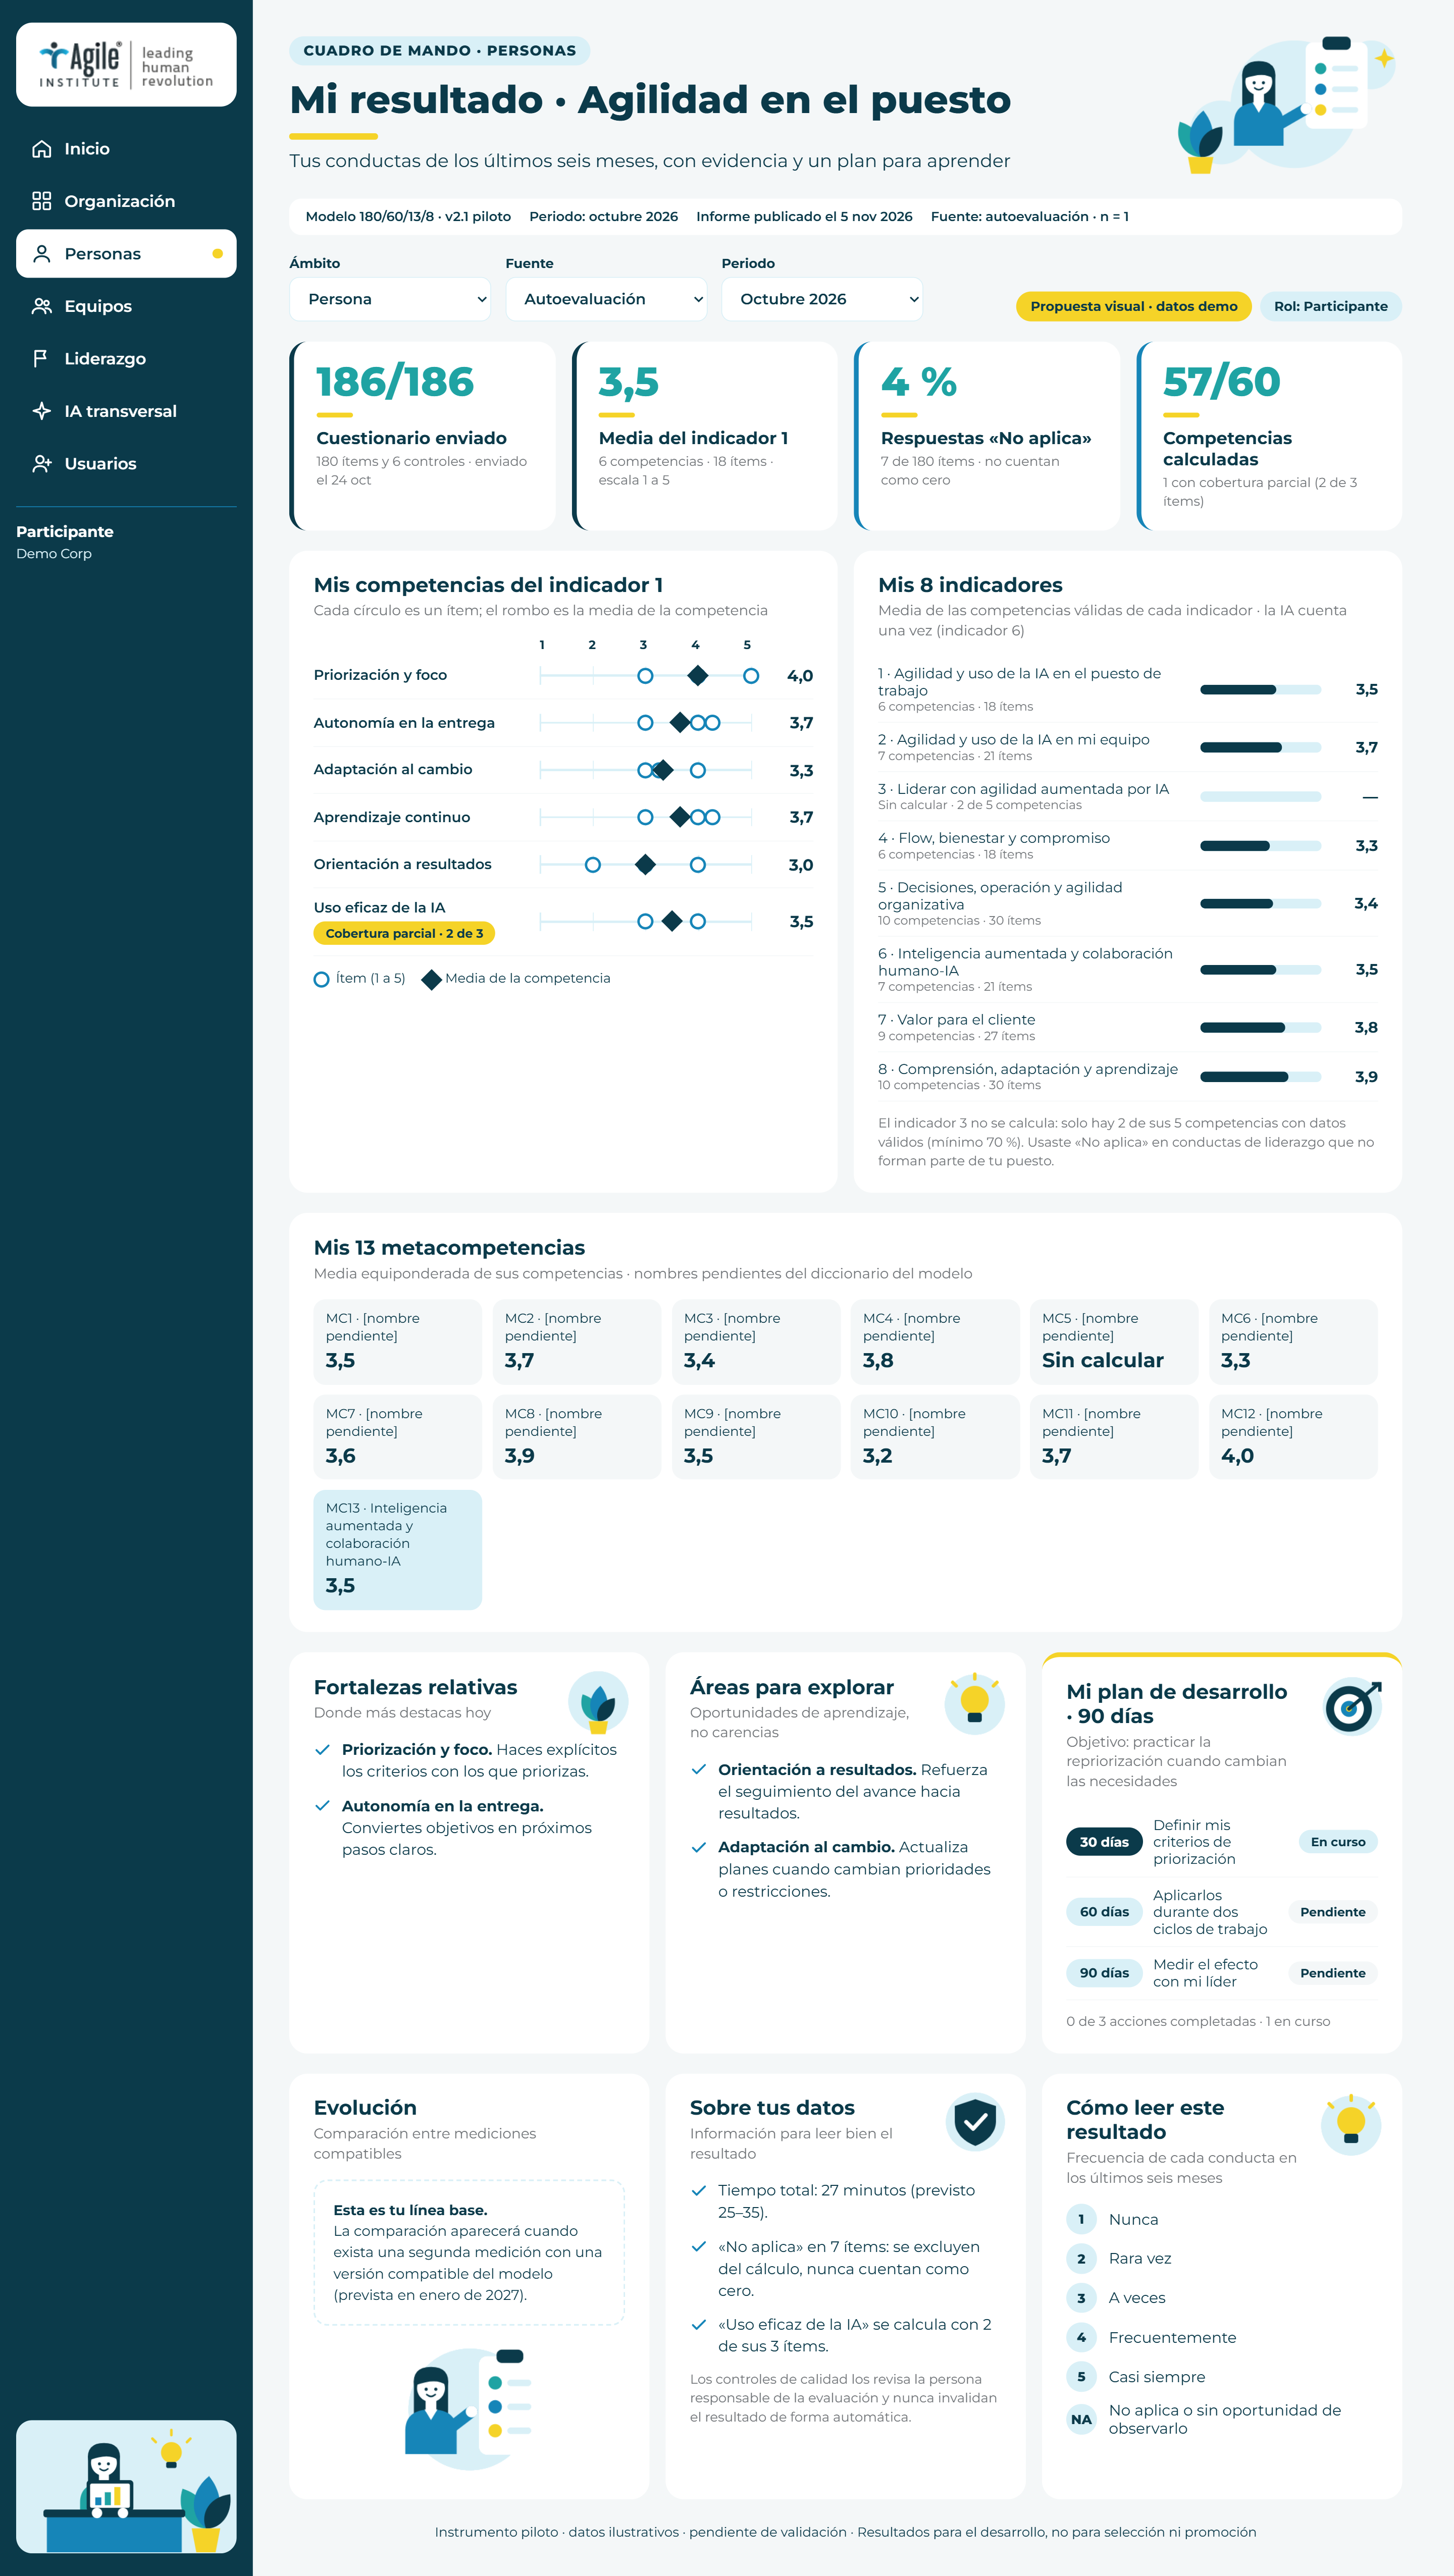 Agile®
INSTITUTE
leading
human
revolution
Inicio
Organización
Personas
Equipos
Liderazgo
IA transversal
Usuarios
Participante
Demo Corp
CUADRO DE MANDO · PERSONAS
Mi resultado · Agilidad en el puesto
Tus conductas de los últimos seis meses, con evidencia y un plan para aprender
Modelo 180/60/13/8 · v2.1 piloto Periodo: octubre 2026 Informe publicado el 5 nov 2026 Fuente: autoevaluación · n = 1
Ámbito
Persona
Fuente
Autoevaluación
Periodo
Octubre 2026
Propuesta visual · datos demo
Rol: Participante
186/186
Cuestionario enviado
180 ítems y 6 controles · enviado
el 24 oct
3,5
Media del indicador 1
6 competencias · 18 ítems ·
escala 1 a 5
4 %
Respuestas «No aplica»
7 de 180 ítems · no cuentan
como cero
57/60
Competencias
calculadas
1 con cobertura parcial (2 de 3
ítems)
Mis competencias del indicador 1
Cada círculo es un ítem; el rombo es la media de la competencia
1 2 3 4 5
Priorización y foco 4,0
Autonomía en la entrega 3,7
Adaptación al cambio 3,3
Aprendizaje continuo 3,7
Orientación a resultados 3,0
Uso eficaz de la IA
Cobertura parcial · 2 de 3
3,5
Ítem (1 a 5) Media de la competencia
Mis 8 indicadores
Media de las competencias válidas de cada indicador · la IA cuenta
una vez (indicador 6)
1 · Agilidad y uso de la IA en el puesto de
trabajo
6 competencias · 18 ítems
3,5
2 · Agilidad y uso de la IA en mi equipo
7 competencias · 21 ítems
3,7
3 · Liderar con agilidad aumentada por IA
Sin calcular · 2 de 5 competencias
—
4 · Flow, bienestar y compromiso
6 competencias · 18 ítems
3,3
5 · Decisiones, operación y agilidad
organizativa
10 competencias · 30 ítems
3,4
6 · Inteligencia aumentada y colaboración
humano-IA
7 competencias · 21 ítems
3,5
7 · Valor para el cliente
9 competencias · 27 ítems
3,8
8 · Comprensión, adaptación y aprendizaje
10 competencias · 30 ítems
3,9
El indicador 3 no se calcula: solo hay 2 de sus 5 competencias con datos
válidos (mínimo 70 %). Usaste «No aplica» en conductas de liderazgo que no
forman parte de tu puesto.
Mis 13 metacompetencias
Media equiponderada de sus competencias · nombres pendientes del diccionario del modelo
MC1 · [nombre
pendiente]
3,5
MC2 · [nombre
pendiente]
3,7
MC3 · [nombre
pendiente]
3,4
MC4 · [nombre
pendiente]
3,8
MC5 · [nombre
pendiente]
Sin calcular
MC6 · [nombre
pendiente]
3,3
MC7 · [nombre
pendiente]
3,6
MC8 · [nombre
pendiente]
3,9
MC9 · [nombre
pendiente]
3,5
MC10 · [nombre
pendiente]
3,2
MC11 · [nombre
pendiente]
3,7
MC12 · [nombre
pendiente]
4,0
MC13 · Inteligencia
aumentada y
colaboración
humano-IA
3,5
Fortalezas relativas
Donde más destacas hoy
Priorización y foco. Haces explícitos
los criterios con los que priorizas.
Autonomía en la entrega.
Conviertes objetivos en próximos
pasos claros.
Áreas para explorar
Oportunidades de aprendizaje,
no carencias
Orientación a resultados. Refuerza
el seguimiento del avance hacia
resultados.
Adaptación al cambio. Actualiza
planes cuando cambian prioridades
o restricciones.
Mi plan de desarrollo
· 90 días
Objetivo: practicar la
repriorización cuando cambian
las necesidades
30 días
Definir mis
criterios de
priorización
En curso
60 días
Aplicarlos
durante dos
ciclos de trabajo
Pendiente
90 días
Medir el efecto
con mi líder
Pendiente
0 de 3 acciones completadas · 1 en curso
Evolución
Comparación entre mediciones
compatibles
Esta es tu línea base.
La comparación aparecerá cuando
exista una segunda medición con una
versión compatible del modelo
(prevista en enero de 2027).
Sobre tus datos
Información para leer bien el
resultado
Tiempo total: 27 minutos (previsto
25–35).
«No aplica» en 7 ítems: se excluyen
del cálculo, nunca cuentan como
cero.
«Uso eficaz de la IA» se calcula con 2
de sus 3 ítems.
Los controles de calidad los revisa la persona
responsable de la evaluación y nunca invalidan
el resultado de forma automática.
Cómo leer este
resultado
Frecuencia de cada conducta en
los últimos seis meses
1 Nunca
2 Rara vez
3 A veces
4 Frecuentemente
5 Casi siempre
NA No aplica o sin oportunidad de
observarlo
Instrumento piloto · datos ilustrativos · pendiente de validación · Resultados para el desarrollo, no para selección ni promoción